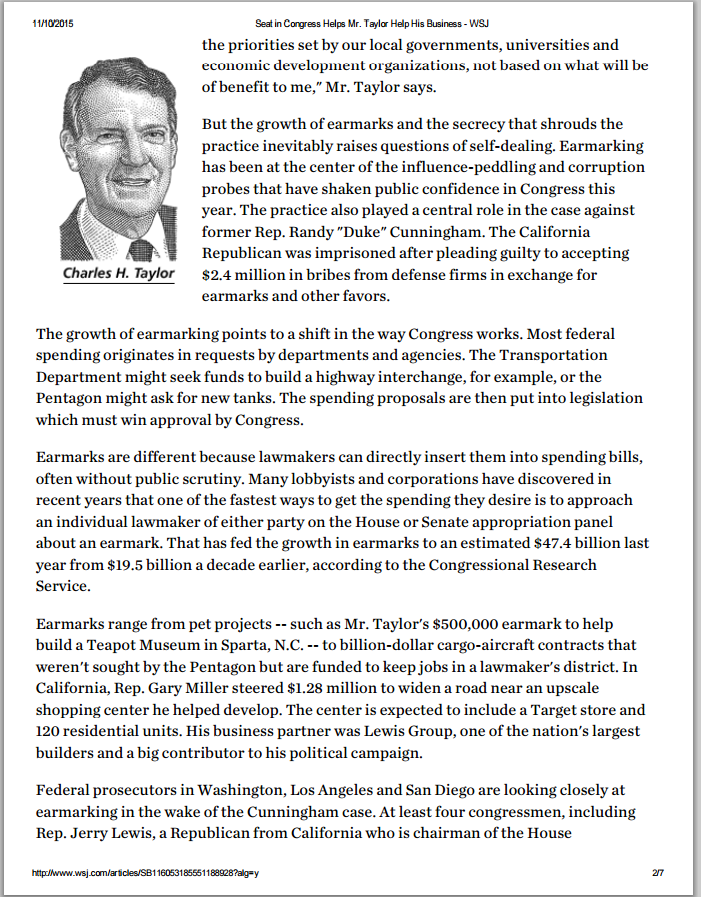 11/10/2015
Seat in Congress Helps Mr. Taylor Help His Business - WSJ
the priorities set by our local governments, universities and
economic development organizations, not based on what will be
of benefit to me," Mr. Taylor says.
But the growth of earmarks and the secrecy that shrouds the
practice inevitably raises questions of self-dealing. Earmarking
has been at the center of the influence-peddling and corruption
probes that have shaken public confidence in Congress this
year. The practice also played a central role in the case against
former Rep. Randy "Duke" Cunningham. The California
Republican was imprisoned after pleading guilty to accepting
$2.4 million in bribes from defense firms in exchange for
earmarks and other favors.
Charles H. Taylor
The growth of earmarking points to a shift in the way Congress works. Most federal
spending originates in requests by departments and agencies. The Transportation
Department might seek funds to build a highway interchange, for example, or the
Pentagon might ask for new tanks. The spending proposals are then put into legislation
which must win approval by Congress.
Earmarks are different because lawmakers can directly insert them into spending bills,
often without public scrutiny. Many lobbyists and corporations have discovered in
recent years that one of the fastest ways to get the spending they desire is to approach
an individual lawmaker of either party on the House or Senate appropriation panel
about an earmark. That has fed the growth in earmarks to an estimated $47.4 billion last
year from $19.5 billion a decade earlier, according to the Congressional Research
Service.
Earmarks range from pet projects -- such as Mr. Taylor's $500,000 earmark to help
build a Teapot Museum in Sparta, N.C. -- to billion-dollar cargo-aircraft contracts that
weren't sought by the Pentagon but are funded to keep jobs in a lawmaker's district. In
California, Rep. Gary Miller steered $1.28 million to widen a road near an upscale
shopping center he helped develop. The center is expected to include a Target store and
120 residential units. His business partner was Lewis Group, one of the nation's largest
builders and a big contributor to his political campaign.
Federal prosecutors in Washington, Los Angeles and San Diego are looking closely at
earmarking in the wake of the Cunningham case. At least four congressmen, including
Rep. Jerry Lewis, a Republican from California who is chairman of the House
http://www.wsj.com/articles/SB116053185551188928?alg=y
2/7